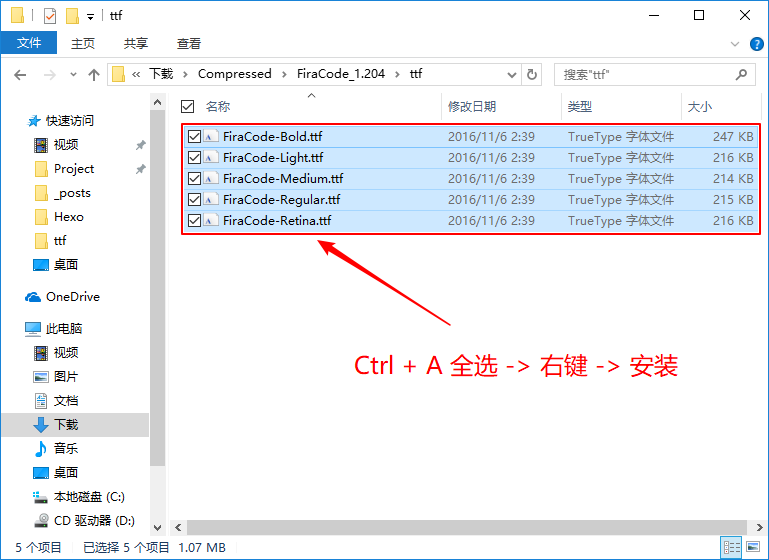 ttf
文件 主页 共享 查看
« 下载 › Compressed › FiraCode_1.204 › ttf 搜索"ttf"
名称 修改日期 类型 大小
FiraCode-Bold.ttf 2016/11/6 2:39 TrueType 字体文件 247 KB
FiraCode-Light.ttf 2016/11/6 2:39 TrueType 字体文件 216 KB
FiraCode-Medium.ttf 2016/11/6 2:39 TrueType 字体文件 214 KB
FiraCode-Regular.ttf 2016/11/6 2:39 TrueType 字体文件 215 KB
FiraCode-Retina.ttf 2016/11/6 2:39 TrueType 字体文件 216 KB
快速访问
视频
Project
_posts
Hexo
ttf
桌面
OneDrive
此电脑
视频
图片
文档
下载
音乐
桌面
本地磁盘 (C:)
CD 驱动器 (D:)
Ctrl + A 全选 -> 右键 -> 安装
5 个项目 已选择 5 个项目 1.07 MB